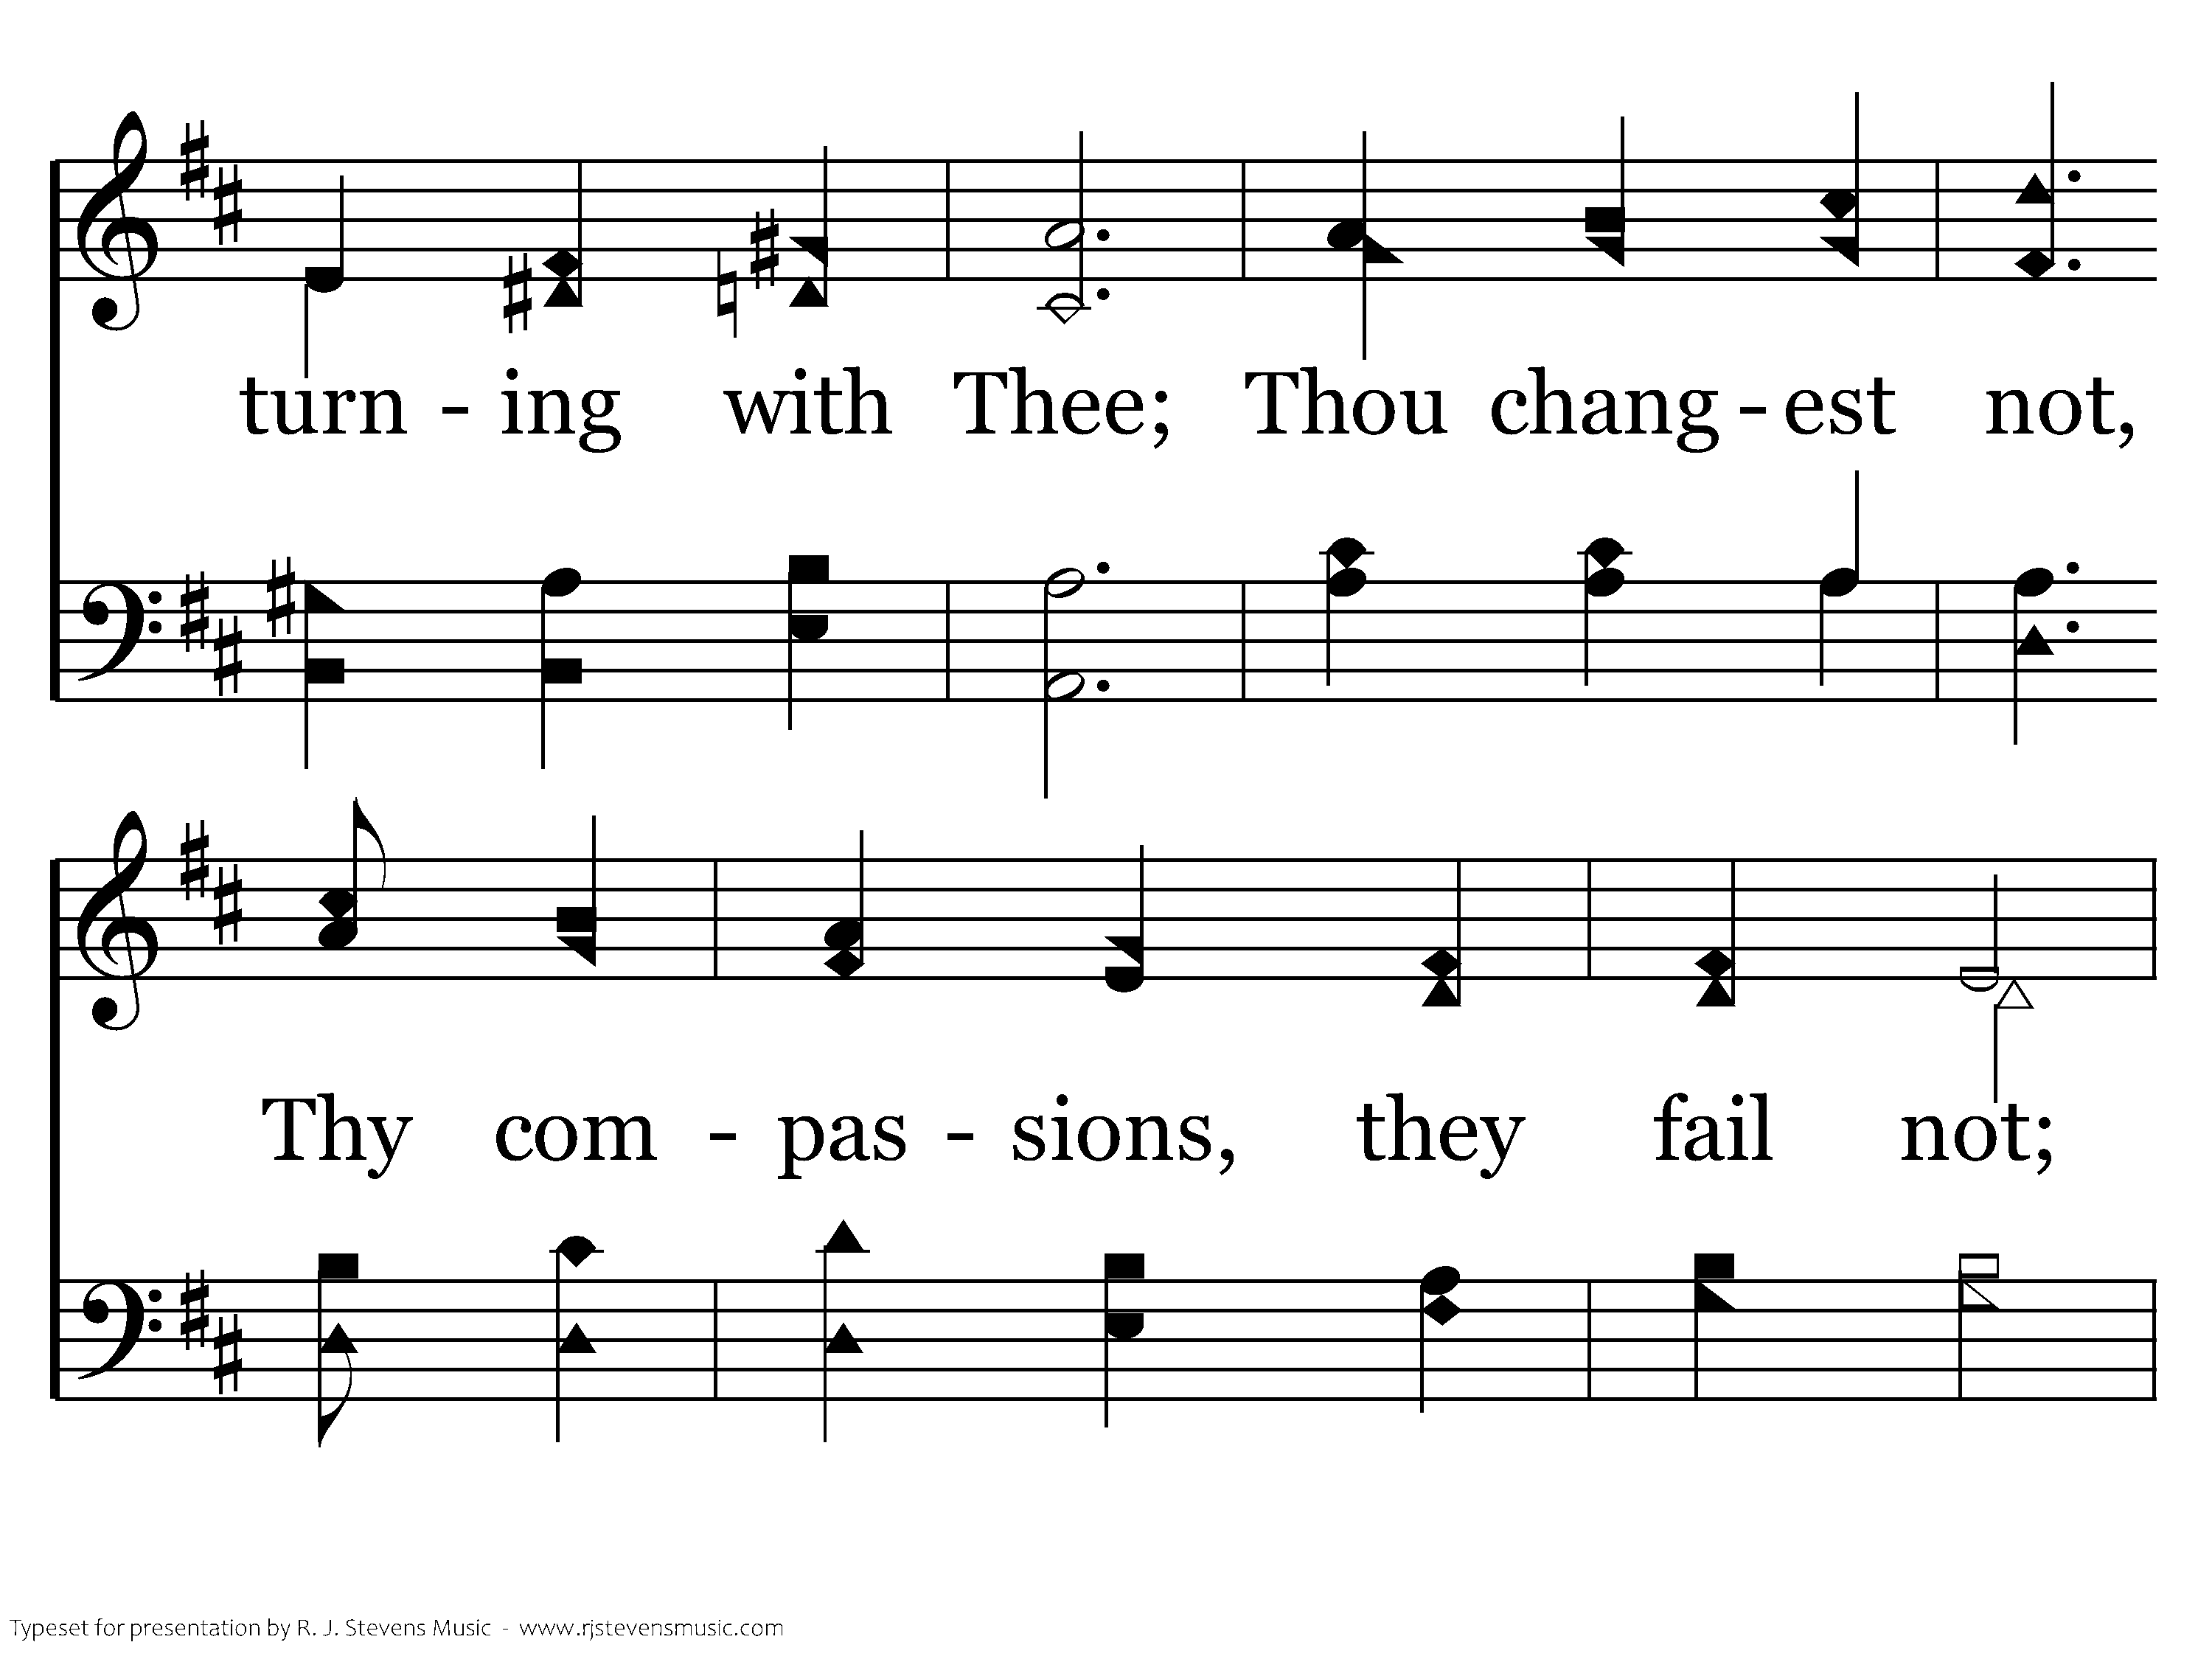 turn - ing with Thee; Thou chang - est not,
Thy com - pas - sions, they fail not;
Typeset for presentation by R. J. Stevens Music - www.rjstevensmusic.com